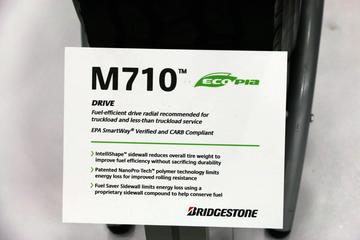 M710™ ECOPIA
DRIVE
Fuel-efficient drive radial recommended for
truckload and less-than truckload service
EPA SmartWay® Verified and CARB Compliant
IntelliShape™ sidewall reduces overall tire weight to
improve fuel efficiency without sacrificing durability
Patented NanoPro-Tech™ polymer technology limits
energy loss for improved rolling resistance
Fuel Saver Sidewall limits energy loss using a
proprietary sidewall compound to help conserve fuel
BRIDGESTONE